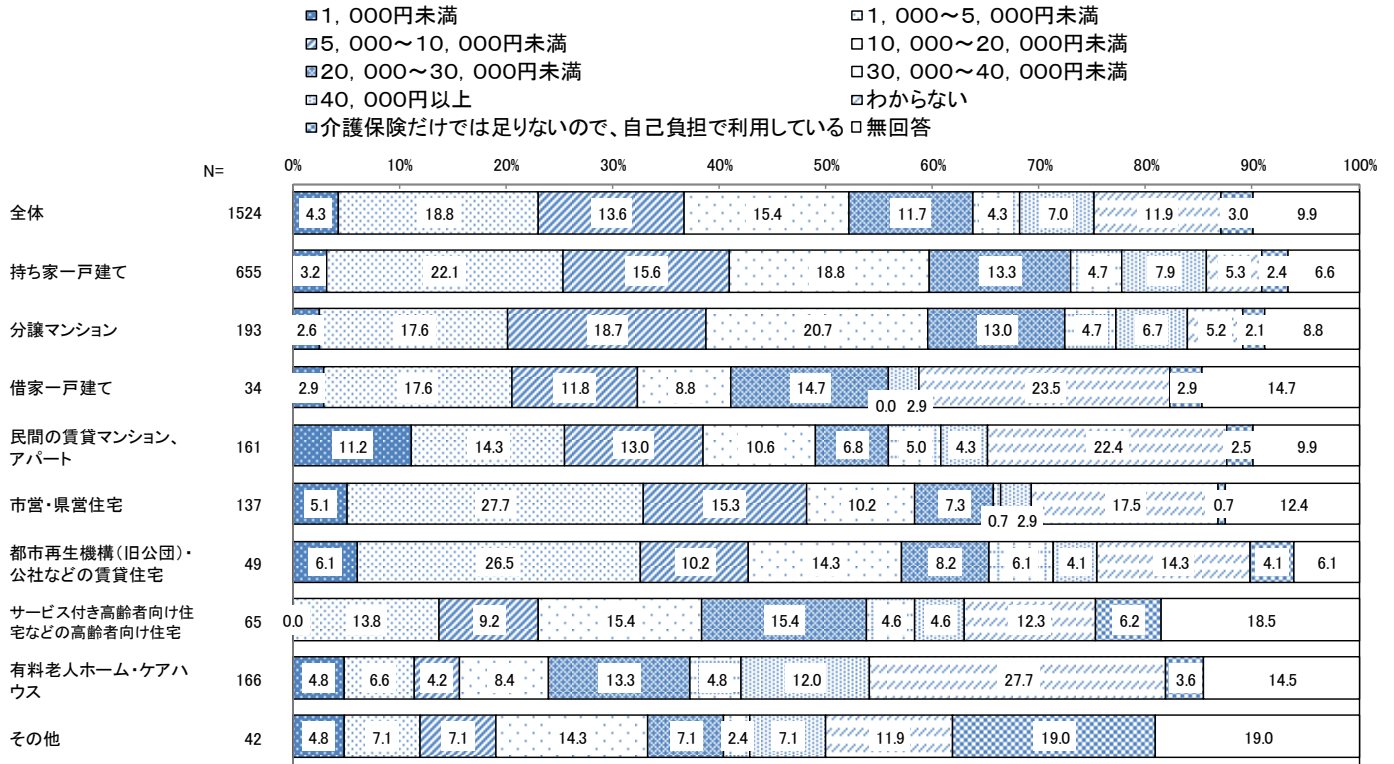 1，000円未満 1，000～5，000円未満
5，000～10，000円未満 10，000～20，000円未満
20，000～30，000円未満 30，000～40，000円未満
40，000円以上 わからない
介護保険だけでは足りないので、自己負担で利用している 無回答
N= 0% 10% 20% 30% 40% 50% 60% 70% 80% 90% 100%
全体 1524 4.3 18.8 13.6 15.4 11.7 4.3 7.0 11.9 3.0 9.9
持ち家一戸建て 655 3.2 22.1 15.6 18.8 13.3 4.7 7.9 5.3 2.4 6.6
分譲マンション 193 2.6 17.6 18.7 20.7 13.0 4.7 6.7 5.2 2.1 8.8
借家一戸建て 34 2.9 17.6 11.8 8.8 14.7 0.0 2.9 23.5 2.9 14.7
民間の賃貸マンション、
アパート 161 11.2 14.3 13.0 10.6 6.8 5.0 4.3 22.4 2.5 9.9
市営・県営住宅 137 5.1 27.7 15.3 10.2 7.3 0.7 2.9 17.5 0.7 12.4
都市再生機構（旧公団）・
公社などの賃貸住宅 49 6.1 26.5 10.2 14.3 8.2 6.1 4.1 14.3 4.1 6.1
サービス付き高齢者向け住
宅などの高齢者向け住宅 65 0.0 13.8 9.2 15.4 15.4 4.6 4.6 12.3 6.2 18.5
有料老人ホーム・ケアハ
ウス 166 4.8 6.6 4.2 8.4 13.3 4.8 12.0 27.7 3.6 14.5
その他 42 4.8 7.1 7.1 14.3 7.1 2.4 7.1 11.9 19.0 19.0